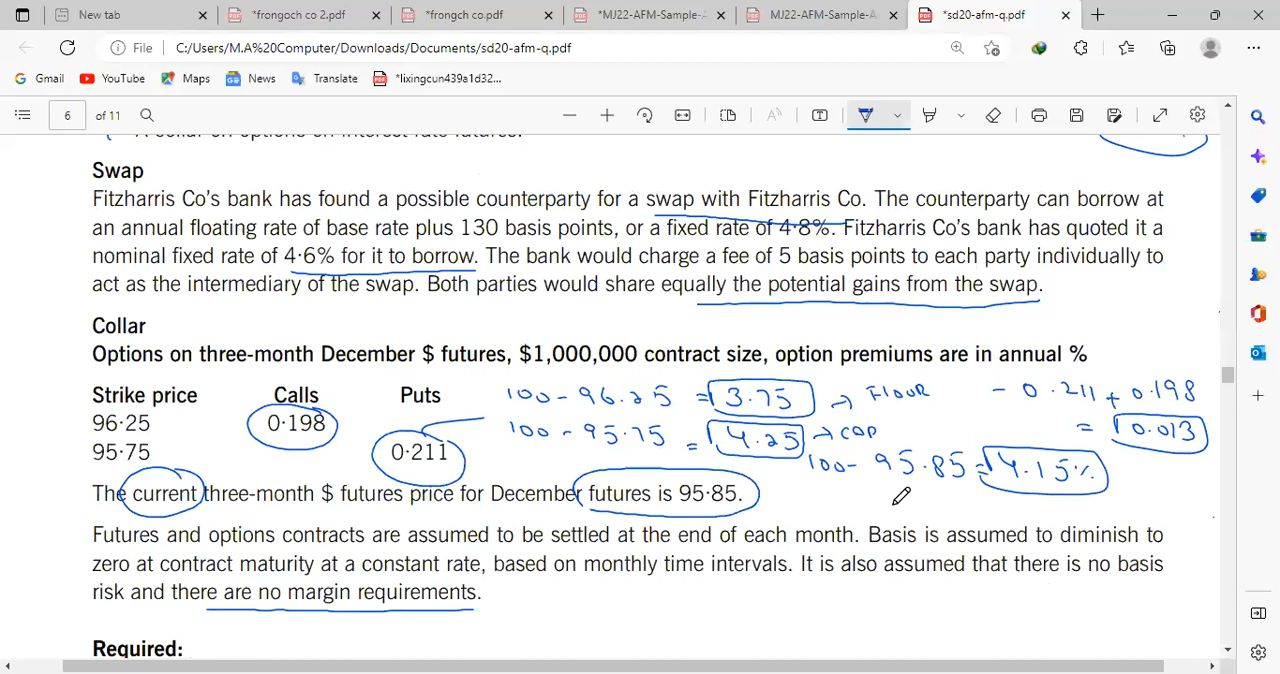 New tab
*frongoch co 2.pdf
*frongch co.pdf
*MJ22-AFM-Sample-A
MJ22-AFM-Sample-A
*sd20-afm-q.pdf
File
C:/Users/M.A%20Computer/Downloads/Documents/sd20-afm-q.pdf
Gmail
YouTube
Maps
News
Translate
*lixingcun439a1d32...
6 of 11
A collar on options on interest rate futures.
Swap
Fitzharris Co's bank has found a possible counterparty for a swap with Fitzharris Co. The counterparty can borrow at
an annual floating rate of base rate plus 130 basis points, or a fixed rate of 4·8%. Fitzharris Co's bank has quoted it a
nominal fixed rate of 4·6% for it to borrow. The bank would charge a fee of 5 basis points to each party individually to
act as the intermediary of the swap. Both parties would share equally the potential gains from the swap.
Collar
Options on three-month December $ futures, $1,000,000 contract size, option premiums are in annual %
Strike price Calls Puts
96·25 0·198
95·75 0·211
100 - 96.25 = 3.75 → FLOOR
100 - 95.75 = 4.25 → cap
- 0.211 + 0.198
= 0.013
100 - 95.85 = 4.15%
The current three-month $ futures price for December futures is 95·85.
Futures and options contracts are assumed to be settled at the end of each month. Basis is assumed to diminish to
zero at contract maturity at a constant rate, based on monthly time intervals. It is also assumed that there is no basis
risk and there are no margin requirements.
Required: